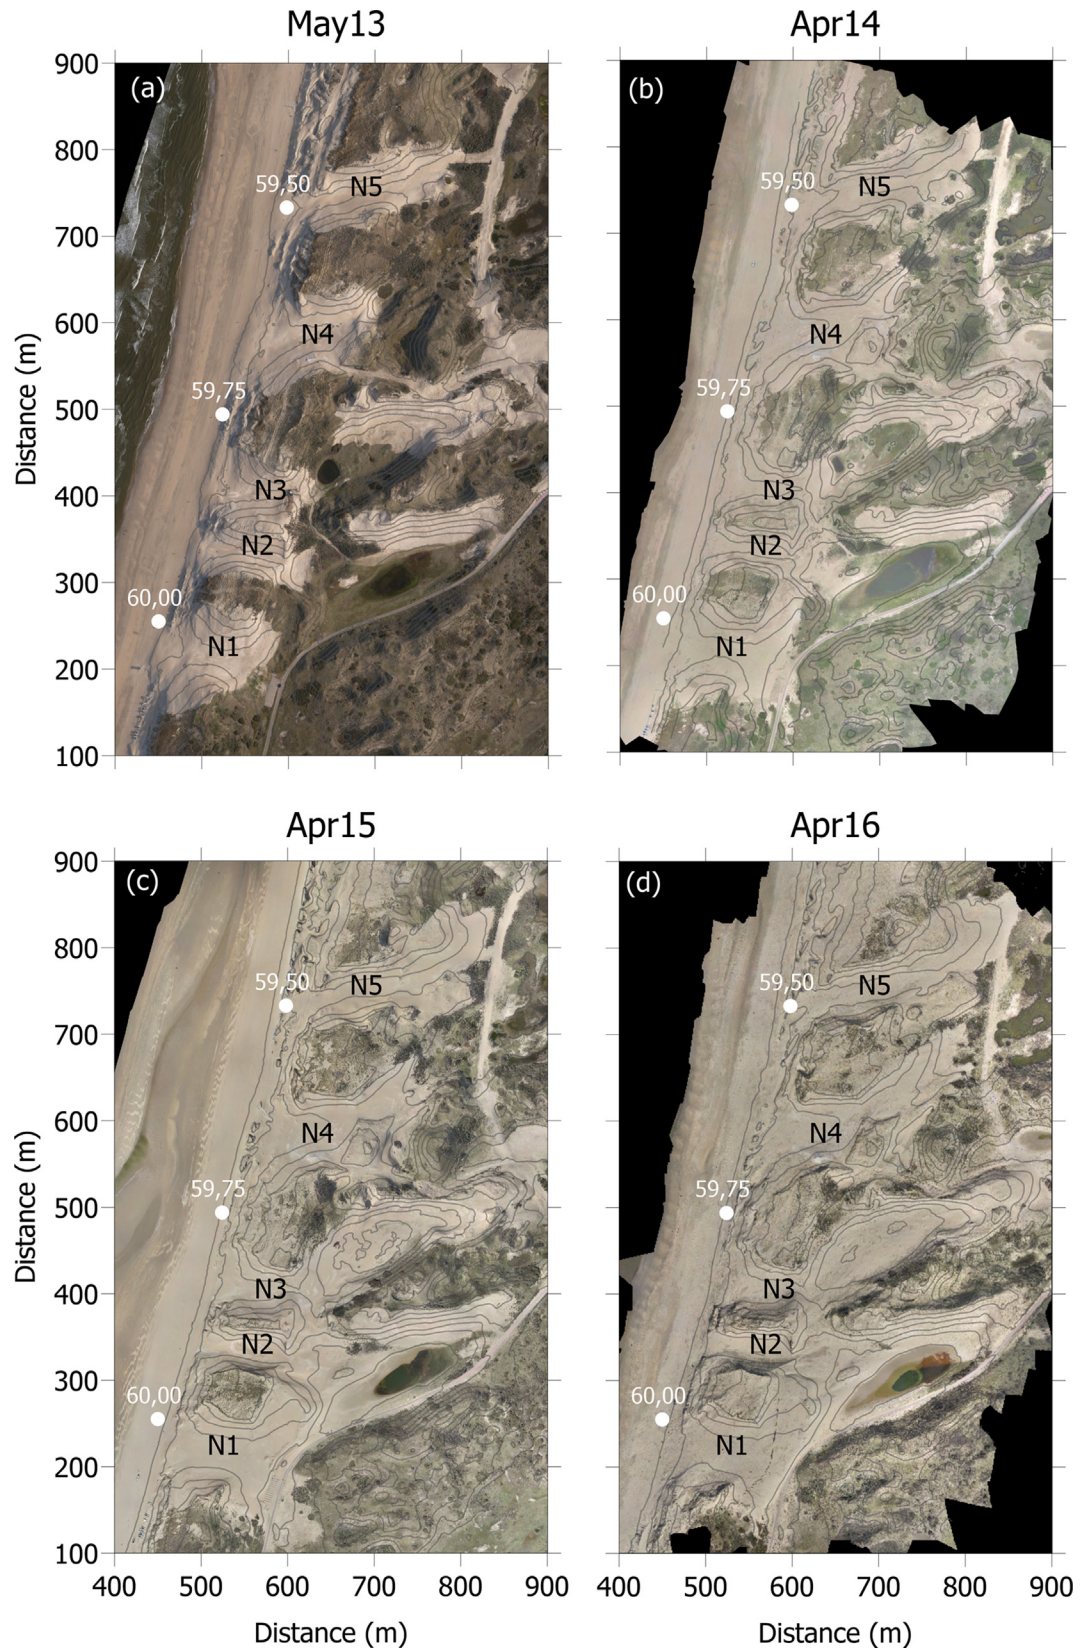 May13
Apr14
900
(a)
(b)
800
59,50
N5
59,50
N5
700
600
N4
N4
Distance (m)
59,75
59,75
500
N3
N3
400
N2
N2
300
60,00
60,00
N1
N1
200
100
Apr15
Apr16
900
(c)
(d)
800
59,50
N5
59,50
N5
700
600
N4
N4
Distance (m)
59,75
59,75
500
N3
N3
400
N2
N2
300
60,00
60,00
N1
N1
200
100
400 500 600 700 800 900
400 500 600 700 800 900
Distance (m)
Distance (m)